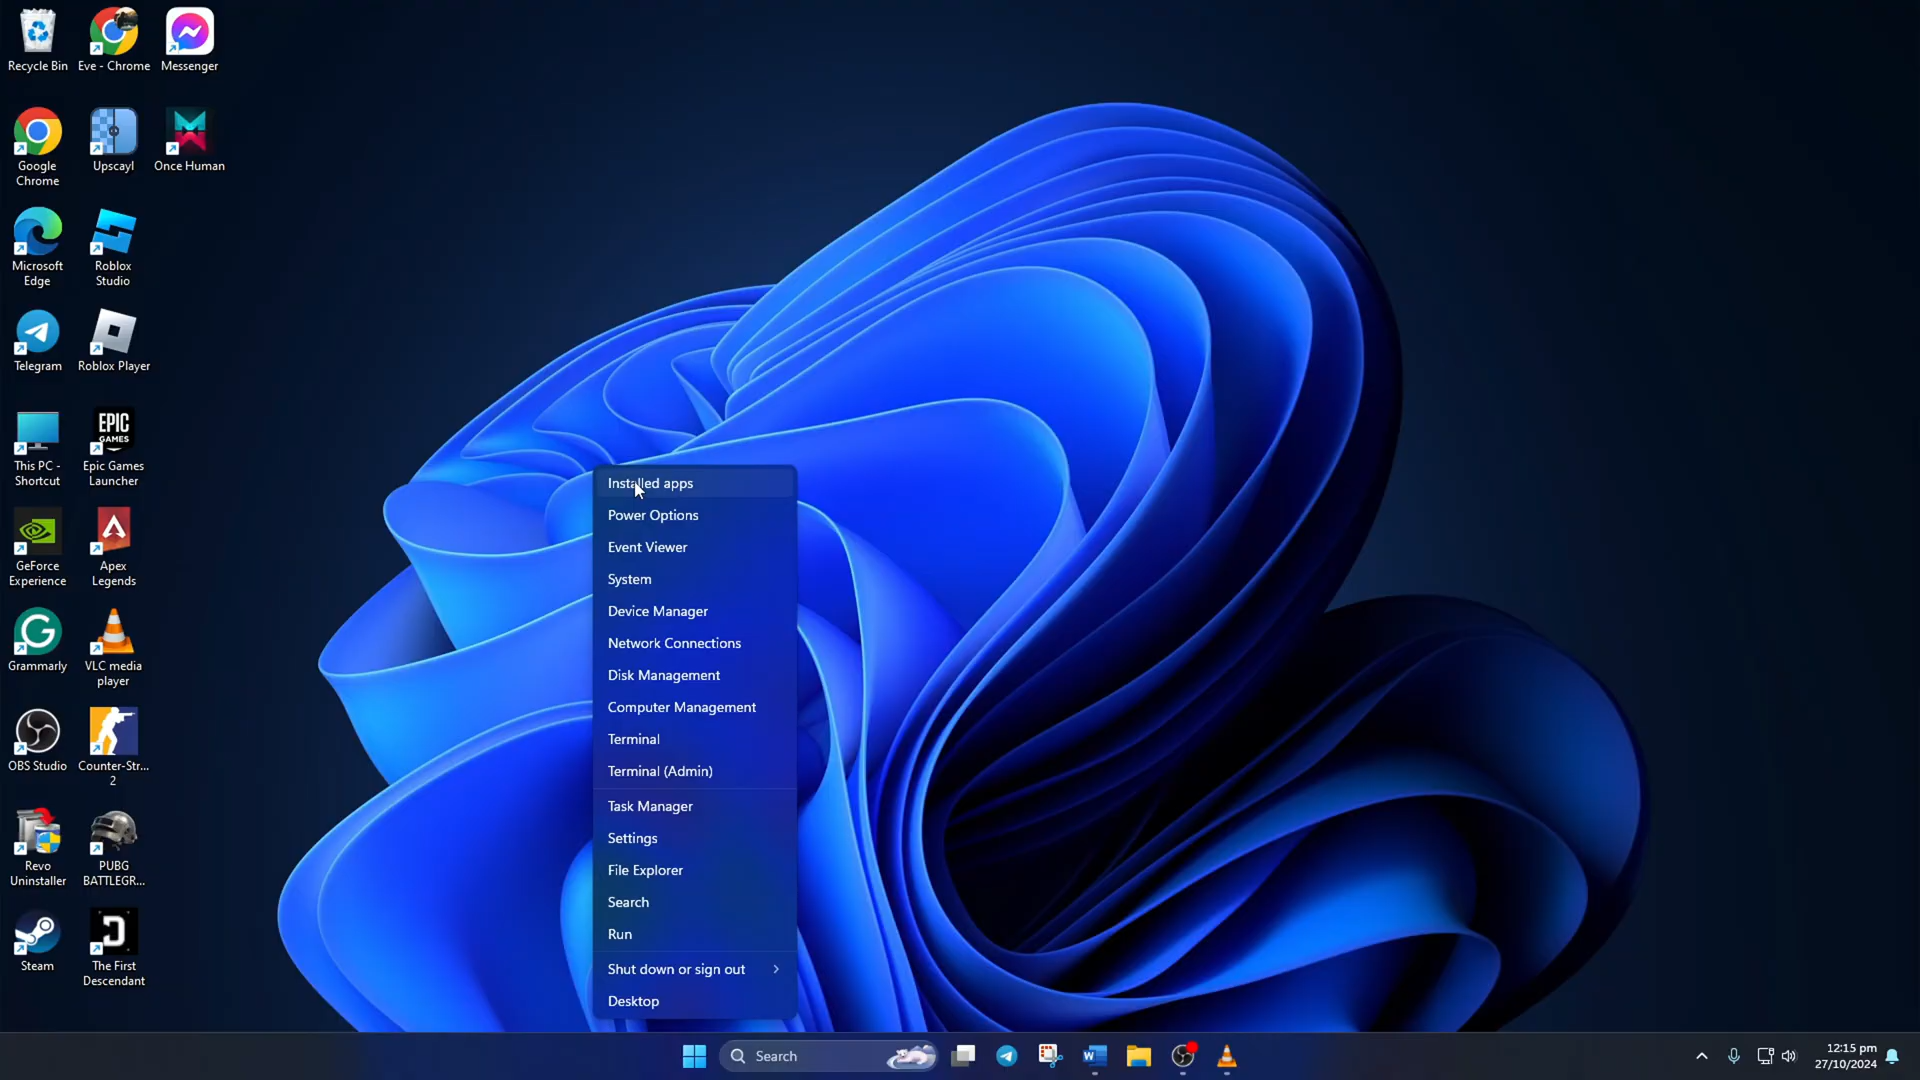 Recycle Bin
Eve - Chrome
Messenger
Google
Chrome
Upscayl
Once Human
Microsoft
Edge
Roblox
Studio
Telegram
Roblox Player
This PC -
Shortcut
EPIC
GAMES
Epic Games
Launcher
GeForce
Experience
Apex
Legends
Grammarly
VLC media
player
OBS Studio
Counter-Str...
2
Revo
Uninstaller
PUBG
BATTLEGR...
Steam
The First
Descendant
Installed apps
Power Options
Event Viewer
System
Device Manager
Network Connections
Disk Management
Computer Management
Terminal
Terminal (Admin)
Task Manager
Settings
File Explorer
Search
Run
Shut down or sign out
Desktop
Search
12:15 pm
27/10/2024